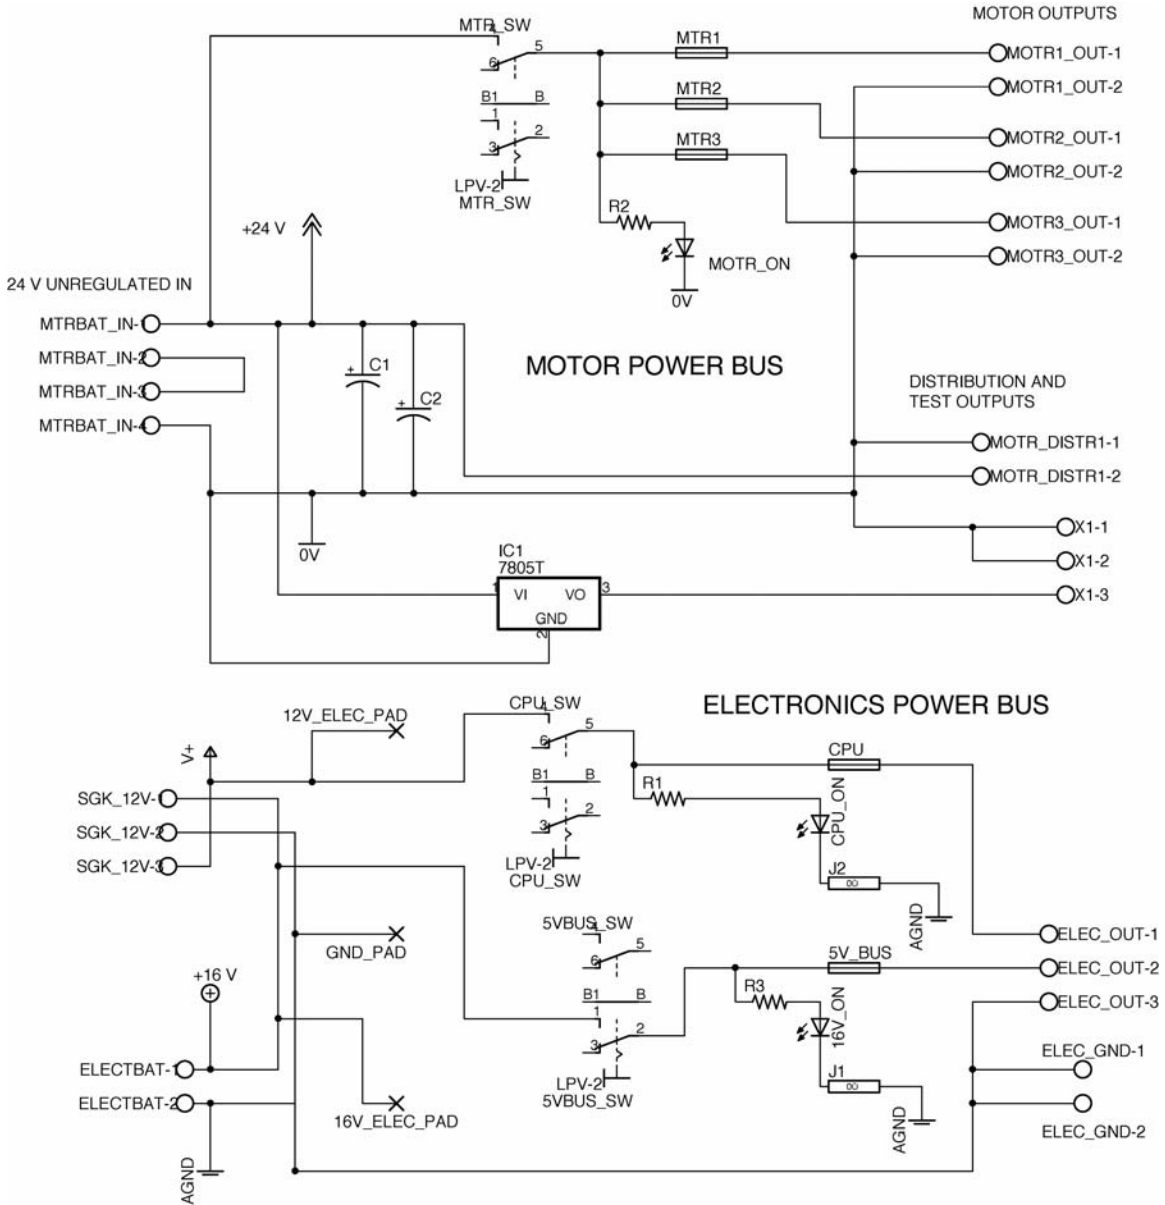 MOTOR OUTPUTS
MTR_SW
4
5
6
B1
B
1
2
3
LPV-2
MTR_SW
MTR1
MTR2
MTR3
R2
MOTR_ON
0V
MOTR1_OUT-1
MOTR1_OUT-2
MOTR2_OUT-1
MOTR2_OUT-2
MOTR3_OUT-1
MOTR3_OUT-2
+24 V
24 V UNREGULATED IN
MTRBAT_IN-1
MTRBAT_IN-2
MTRBAT_IN-3
MTRBAT_IN-4
+
C1
+
C2
0V
MOTOR POWER BUS
DISTRIBUTION AND
TEST OUTPUTS
MOTR_DISTR1-1
MOTR_DISTR1-2
X1-1
X1-2
X1-3
IC1
7805T
1
VI
VO
3
GND
2
ELECTRONICS POWER BUS
12V_ELEC_PAD
V+
SGK_12V-1
SGK_12V-2
SGK_12V-3
CPU_SW
4
5
6
B1
B
1
2
3
LPV-2
CPU_SW
CPU
R1
CPU_ON
J2
AGND
GND_PAD
+16 V
ELECTBAT-1
ELECTBAT-2
16V_ELEC_PAD
AGND
5VBUS_SW
4
5
6
B1
B
1
2
3
LPV-2
5VBUS_SW
5V_BUS
R3
16V_ON
J1
AGND
ELEC_OUT-1
ELEC_OUT-2
ELEC_OUT-3
ELEC_GND-1
ELEC_GND-2